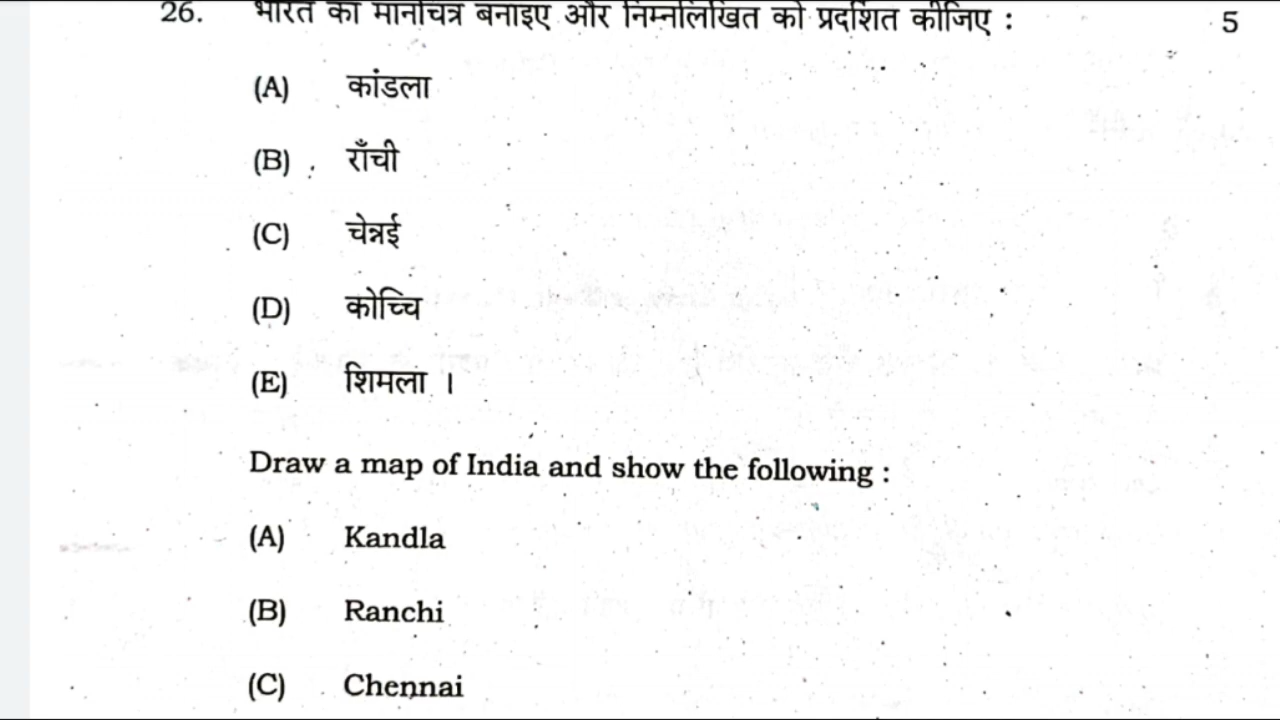 26. भारत का मानचित्र बनाइए और निम्नलिखित को प्रदर्शित कीजिए : 5
(A) कांडला
(B) राँची
(C) चेन्नई
(D) कोच्चि
(E) शिमला ।
Draw a map of India and show the following :
(A) Kandla
(B) Ranchi
(C) Chennai